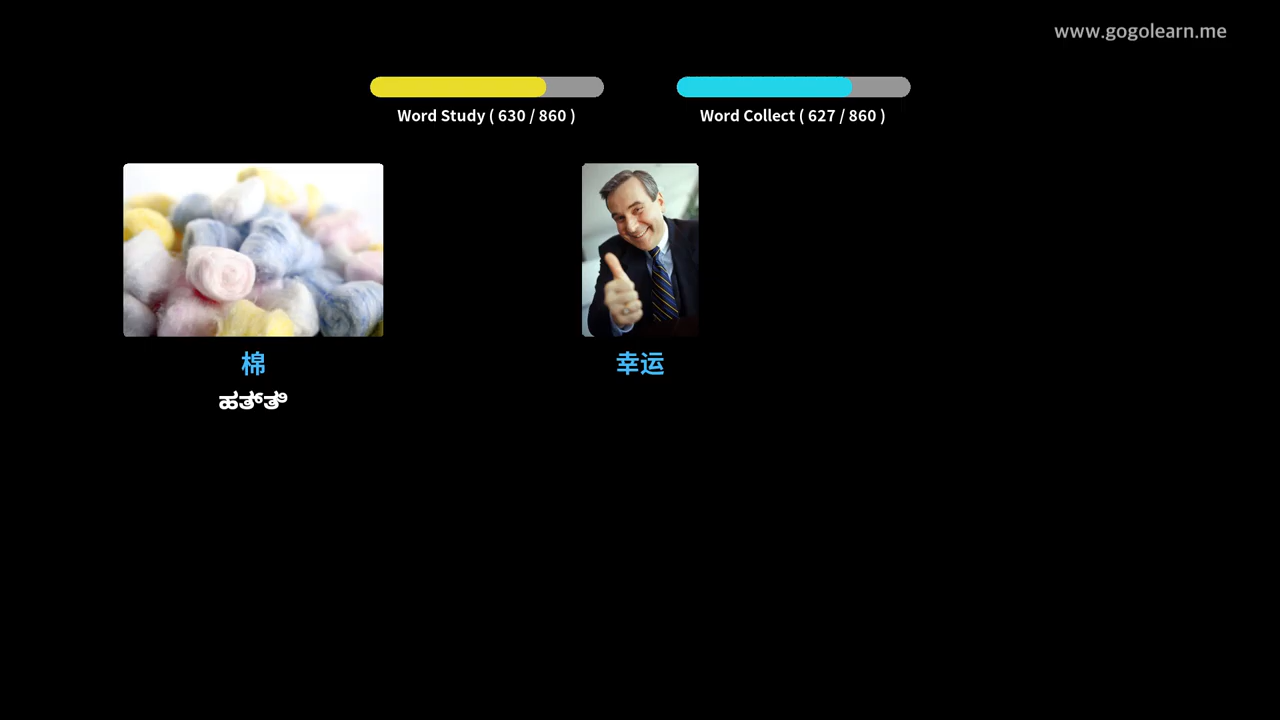 www.gogolearn.me
Word Study ( 630 / 860 )
Word Collect ( 627 / 860 )
棉
幸运
ಹತ್ತಿ